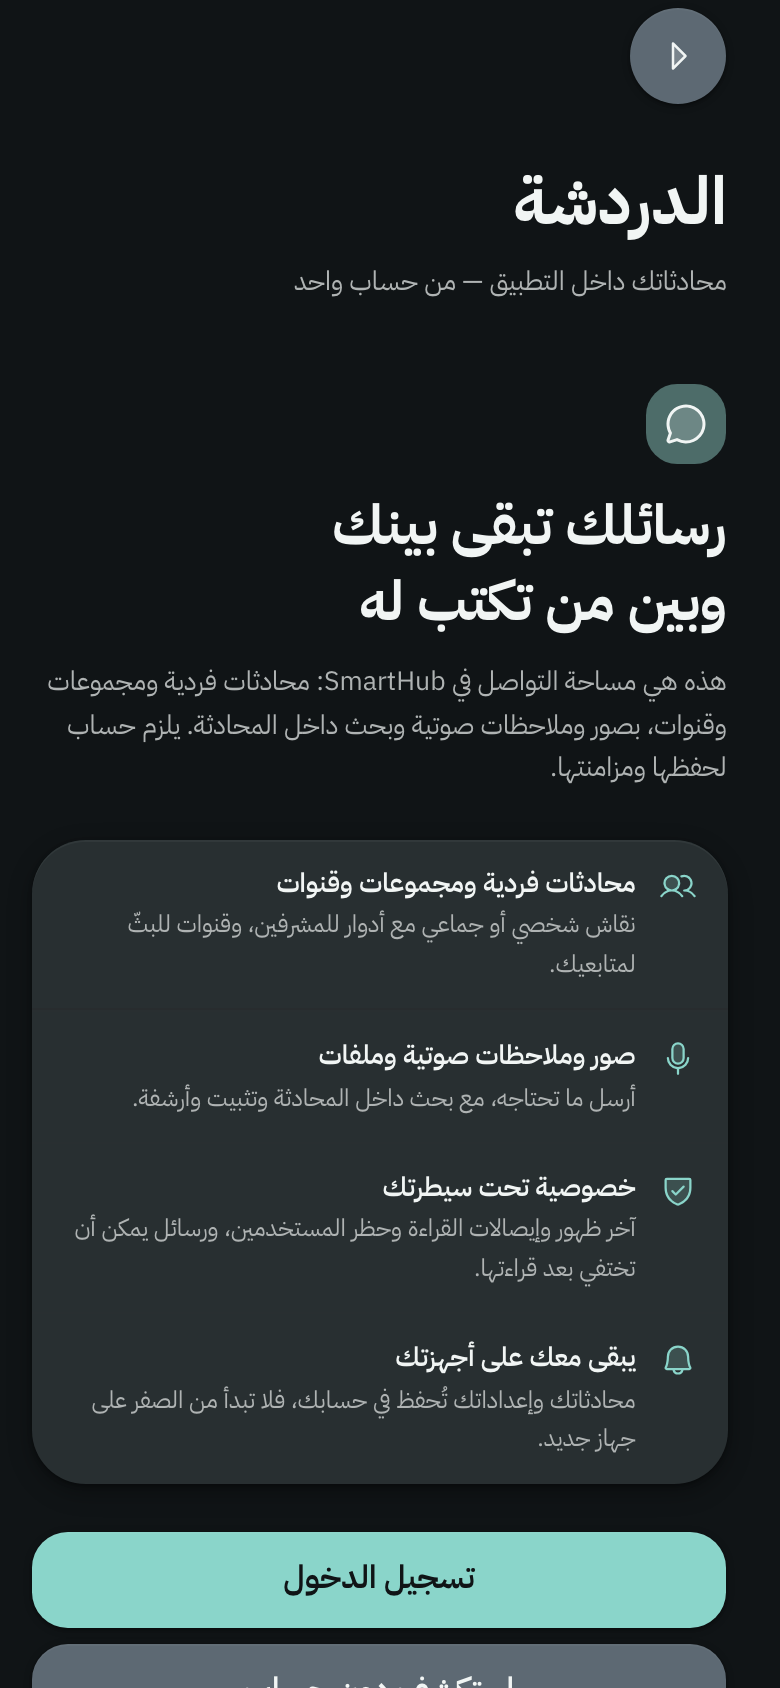 الدردشة
محادثاتك داخل التطبيق — من حساب واحد
رسائلك تبقى بينك
وبين من تكتب له
هذه هي مساحة التواصل في SmartHub: محادثات فردية ومجموعات
وقنوات، بصور وملاحظات صوتية وبحث داخل المحادثة. يلزم حساب
لحفظها ومزامنتها.
محادثات فردية ومجموعات وقنوات
نقاش شخصي أو جماعي مع أدوار للمشرفين، وقنوات للبثّ
لمتابعيك.
صور وملاحظات صوتية وملفات
أرسل ما تحتاجه، مع بحث داخل المحادثة وتثبيت وأرشفة.
خصوصية تحت سيطرتك
آخر ظهور وإيصالات القراءة وحظر المستخدمين، ورسائل يمكن أن
تختفي بعد قراءتها.
يبقى معك على أجهزتك
محادثاتك وإعداداتك تُحفظ في حسابك، فلا تبدأ من الصفر على
جهاز جديد.
تسجيل الدخول